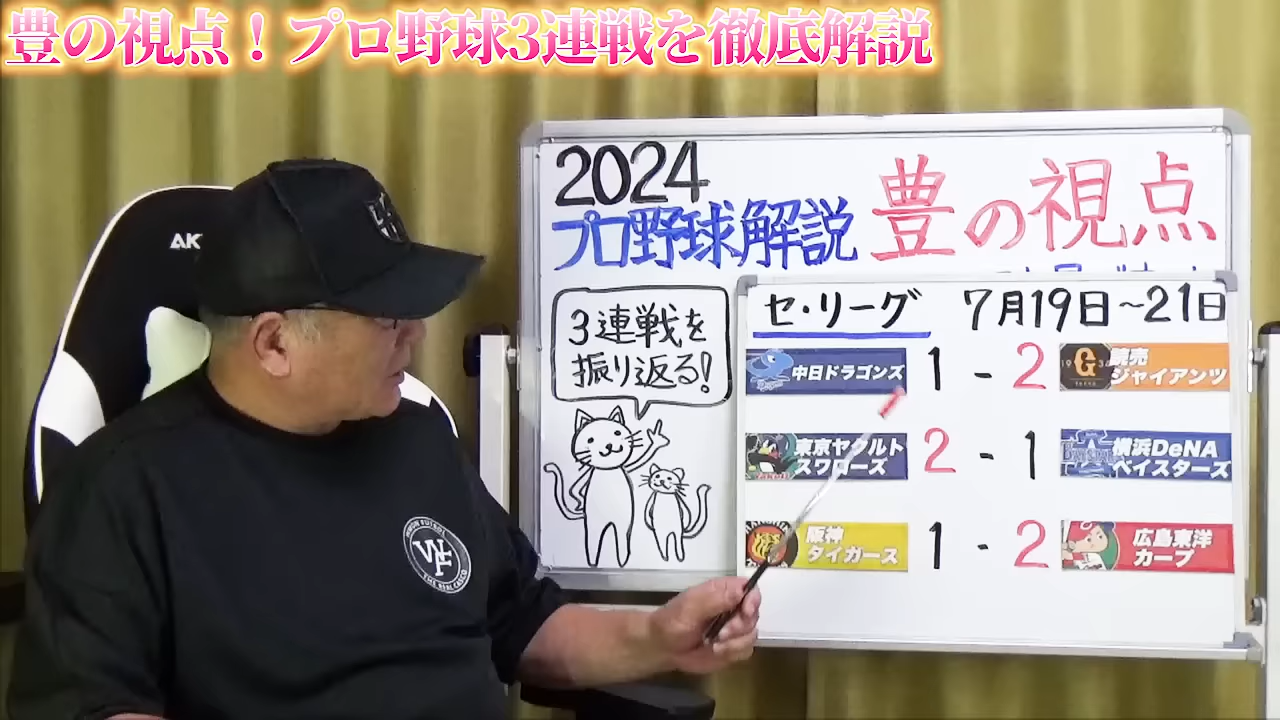 豊の視点！プロ野球3連戦を徹底解説
2024
プロ野球解説 豊の視点
3連戦を
振り返る!
セ・リーグ 7月19日~21日
中日ドラゴンズ 1 - 2 読売ジャイアンツ
東京ヤクルトスワローズ 2 - 1 横浜DeNAベイスターズ
阪神タイガース 1 - 2 広島東洋カープ
AK